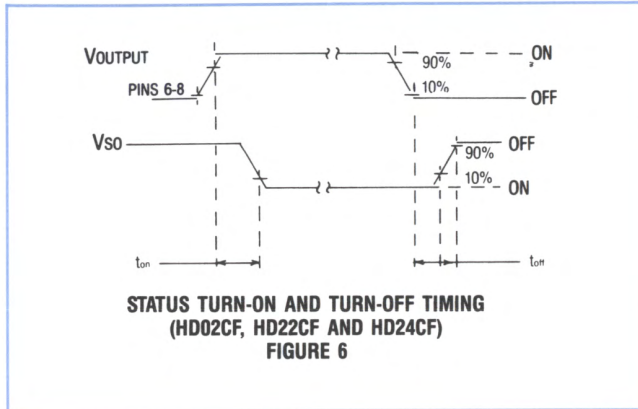 VOUTPUT
90%
ON
PINS 6-8
10%
OFF
VSO
90%
OFF
10%
ON
ton
toff
STATUS TURN-ON AND TURN-OFF TIMING
(HD02CF, HD22CF AND HD24CF)
FIGURE 6